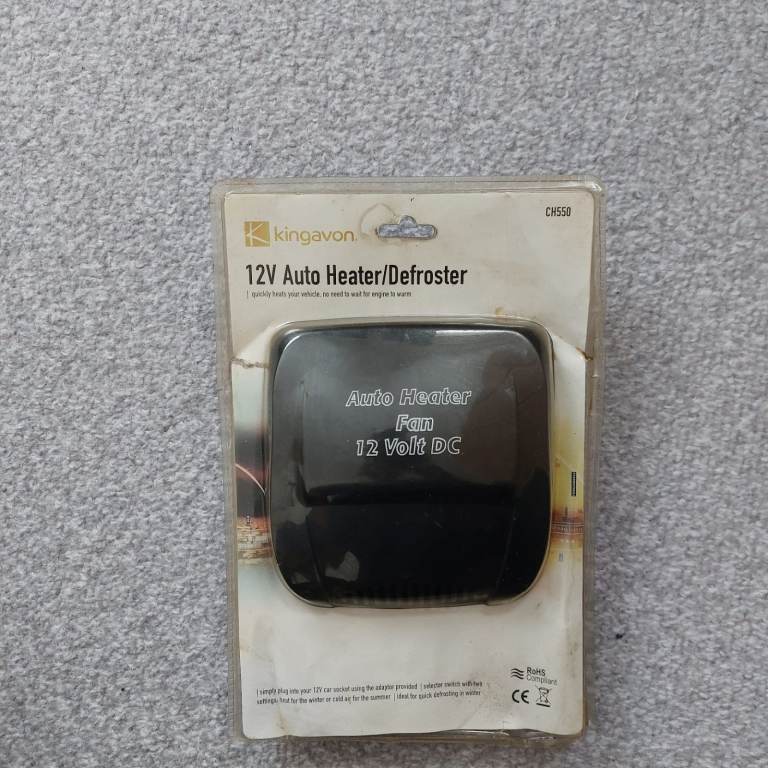 CH550
kingavon
12V Auto Heater/Defroster
| quickly heats your vehicle, no need to wait for engine to warm
Auto Heater
Fan
12 Volt DC
RoHS
Compliant
| simply plug into your 12V car socket using the adaptor provided | selector switch with two
settings: heat for the winter or cold air for the summer | ideal for quick defrosting in winter
CE